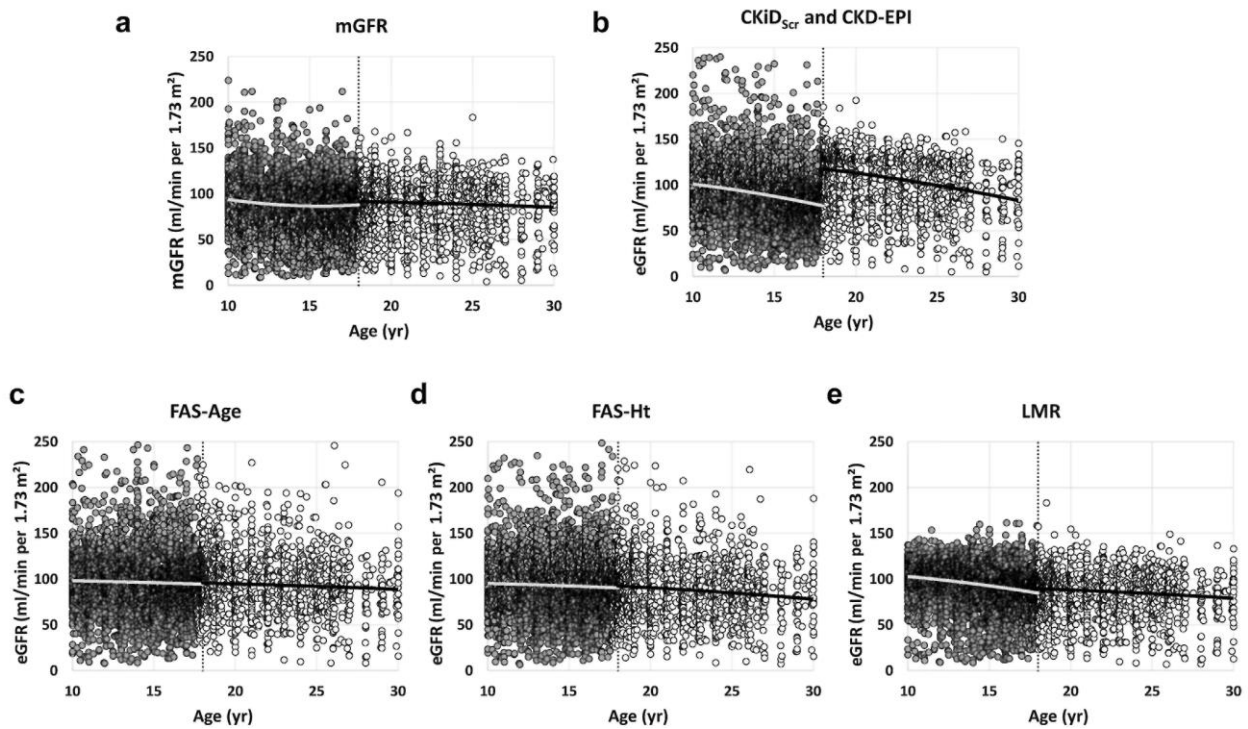 a
mGFR
mGFR (ml/min per 1.73 m²)
250
200
150
100
50
0
10 15 20 25 30
Age (yr)
b
CKiD_Scr and CKD-EPI
eGFR (ml/min per 1.73 m²)
250
200
150
100
50
0
10 15 20 25 30
Age (yr)
c
FAS-Age
eGFR (ml/min per 1.73 m²)
250
200
150
100
50
0
10 15 20 25 30
Age (yr)
d
FAS-Ht
eGFR (ml/min per 1.73 m²)
250
200
150
100
50
0
10 15 20 25 30
Age (yr)
e
LMR
eGFR (ml/min per 1.73 m²)
250
200
150
100
50
0
10 15 20 25 30
Age (yr)